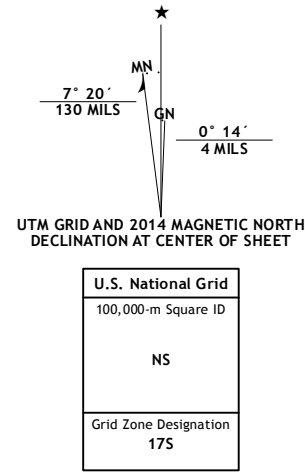 MN
7° 20´
130 MILS
GN
0° 14´
4 MILS
UTM GRID AND 2014 MAGNETIC NORTH
DECLINATION AT CENTER OF SHEET
U.S. National Grid
100,000-m Square ID
NS
Grid Zone Designation
17S